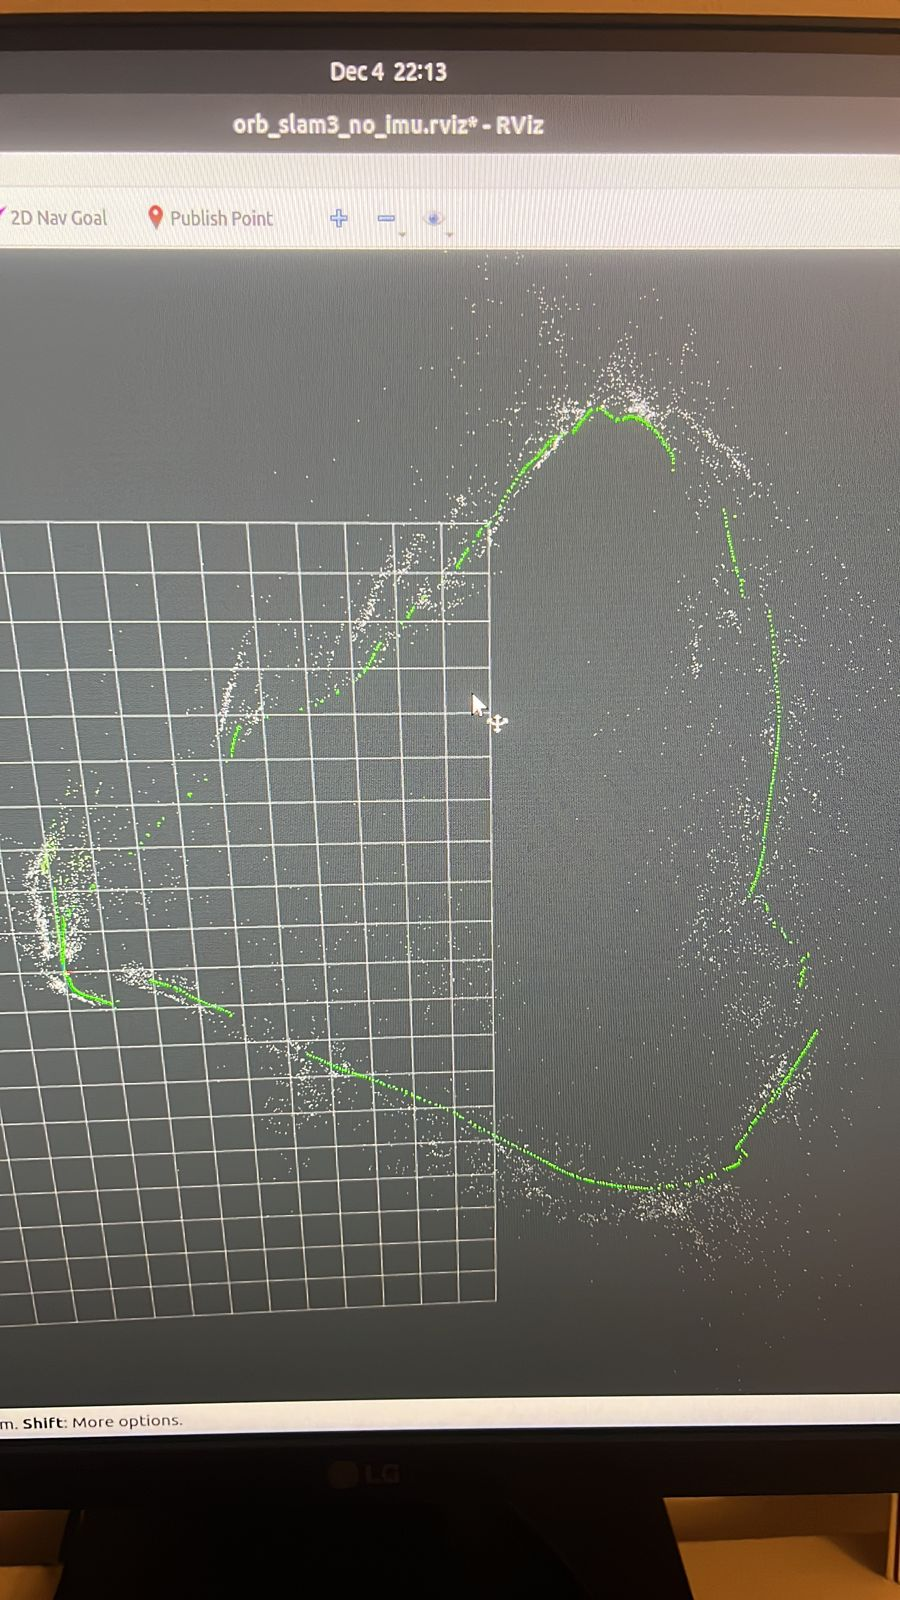 Dec 4 22:13
orb_slam3_no_imu.rviz* - RViz
2D Nav Goal Publish Point
m. Shift: More options.
LG